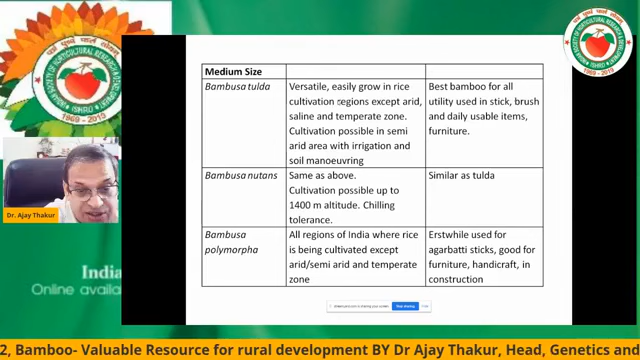 1969 - 2019
ISHRD
Medium Size
Bambusa tulda
Versatile, easily grow in rice
cultivation regions except arid,
saline and temperate zone.
Cultivation possible in semi
arid area with irrigation and
soil manoeuvring
Best bamboo for all
utility used in stick, brush
and daily usable items,
furniture.
Bambusa nutans
Same as above.
Cultivation possible up to
1400 m altitude. Chilling
tolerance.
Similar as tulda
Bambusa
polymorpha
All regions of India where rice
is being cultivated except
arid/semi arid and temperate
zone
Erstwhile used for
agarbatti sticks, good for
furniture, handicraft, in
construction
Dr. Ajay Thakur
India
Online availa
Stop sharing
2, Bamboo- Valuable Resource for rural development BY Dr Ajay Thakur, Head, Genetics and